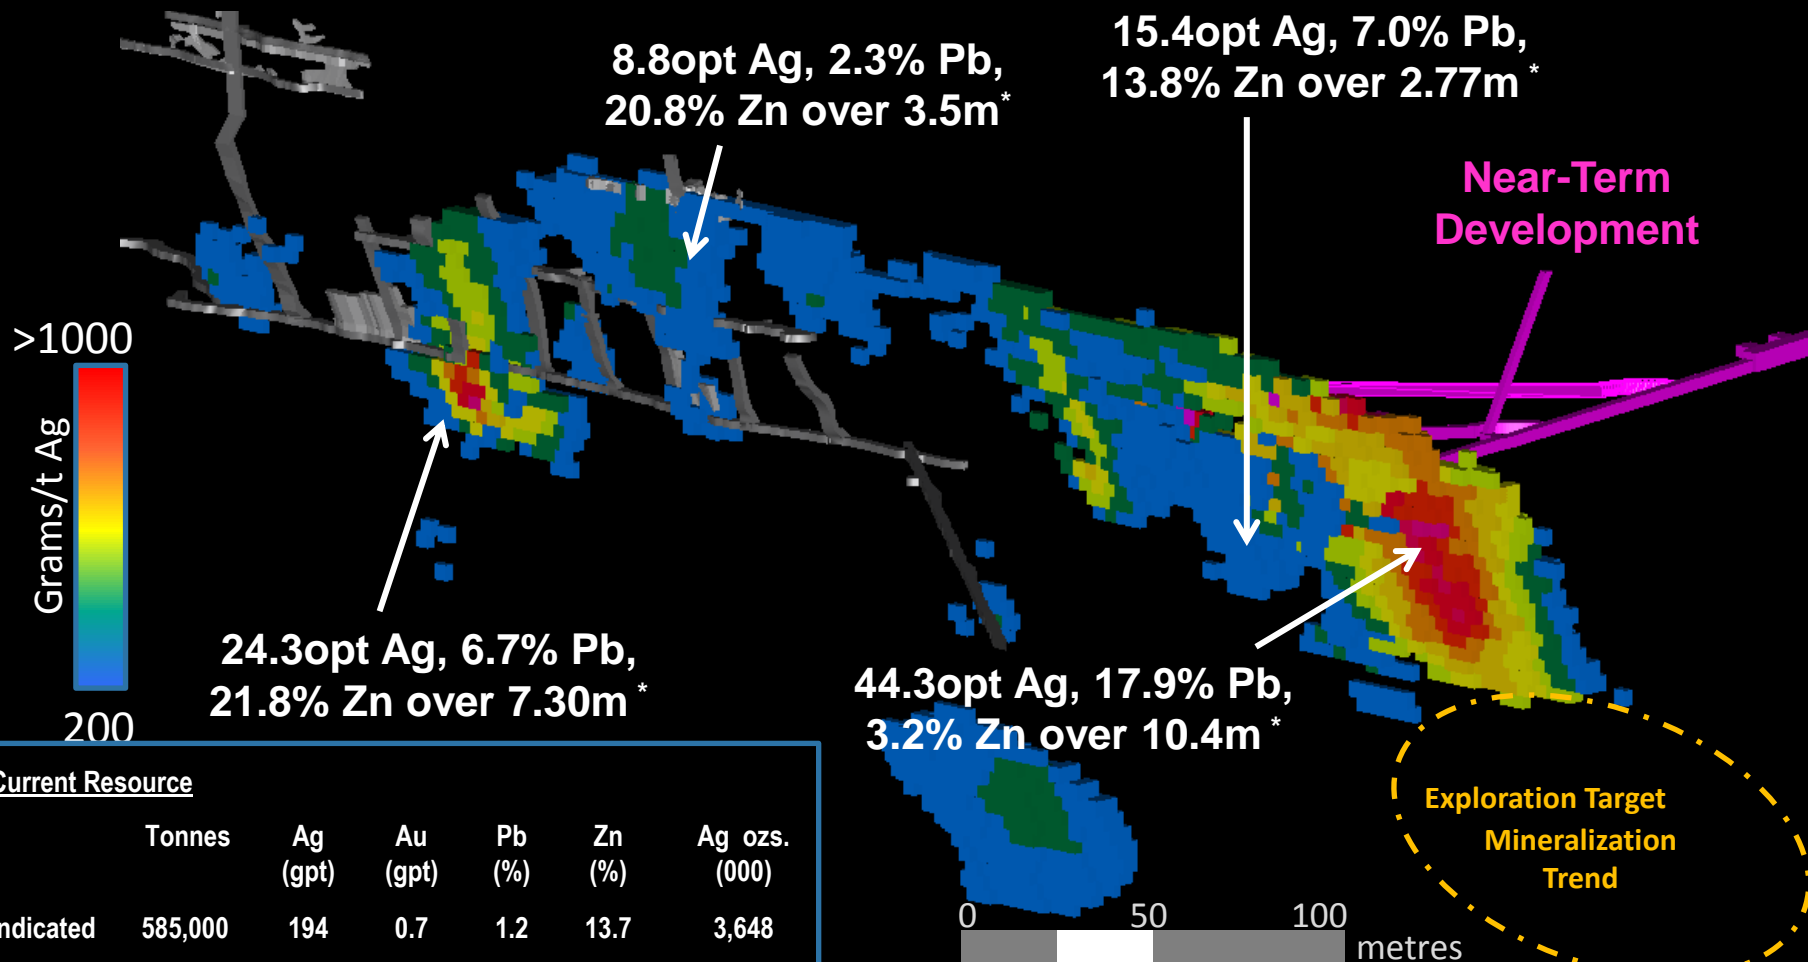 8.8opt Ag, 2.3% Pb,
20.8% Zn over 3.5m*
15.4opt Ag, 7.0% Pb,
13.8% Zn over 2.77m *
Near-Term
Development
>1000
Grams/t Ag
200
24.3opt Ag, 6.7% Pb,
21.8% Zn over 7.30m *
44.3opt Ag, 17.9% Pb,
3.2% Zn over 10.4m *
Exploration Target
Mineralization
Trend
Current Resource
Tonnes Ag Au Pb Zn Ag ozs.
(gpt) (gpt) (%) (%) (000)
ndicated 585,000 194 0.7 1.2 13.7 3,648
0 50 100
metres